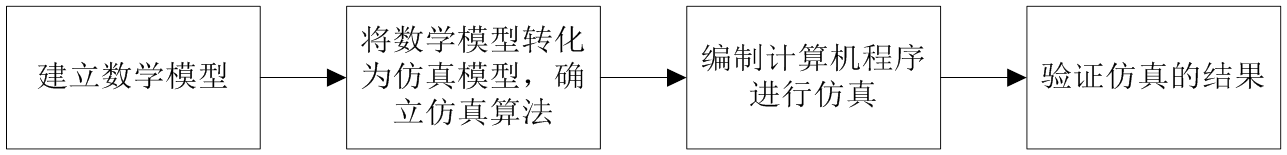 建立数学模型
将数学模型转化
为仿真模型，确
立仿真算法
编制计算机程序
进行仿真
验证仿真的结果